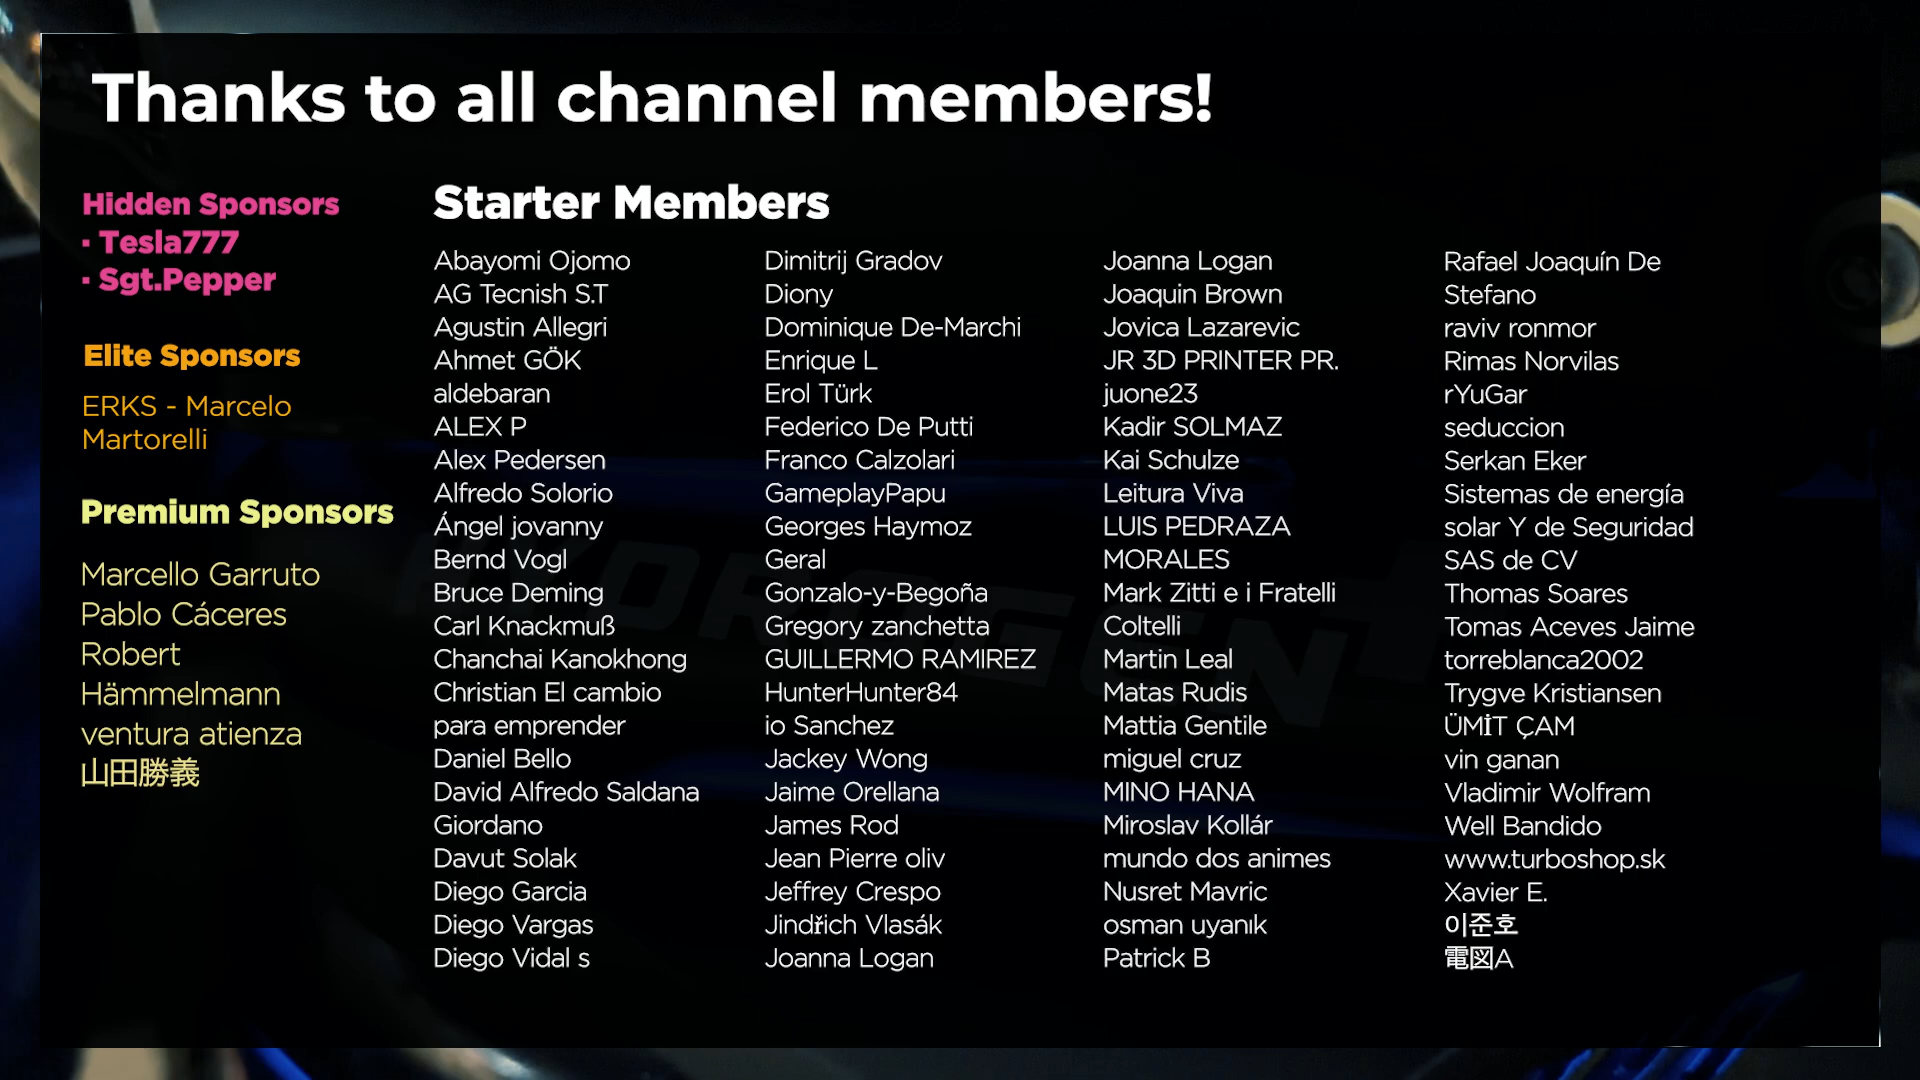 Thanks to all channel members!
Hidden Sponsors
· Tesla777
· Sgt.Pepper
Elite Sponsors
ERKS - Marcelo
Martorelli
Premium Sponsors
Marcello Garruto
Pablo Cáceres
Robert
Hämmelmann
ventura atienza
山田勝義
Starter Members
Abayomi Ojomo
AG Tecnish S.T
Agustin Allegri
Ahmet GÖK
aldebaran
ALEX P
Alex Pedersen
Alfredo Solorio
Ángel jovanny
Bernd Vogl
Bruce Deming
Carl Knackmuß
Chanchai Kanokhong
Christian El cambio
para emprender
Daniel Bello
David Alfredo Saldana
Giordano
Davut Solak
Diego Garcia
Diego Vargas
Diego Vidal s
Dimitrij Gradov
Diony
Dominique De-Marchi
Enrique L
Erol Türk
Federico De Putti
Franco Calzolari
GameplayPapu
Georges Haymoz
Geral
Gonzalo-y-Begoña
Gregory zanchetta
GUILLERMO RAMIREZ
HunterHunter84
io Sanchez
Jackey Wong
Jaime Orellana
James Rod
Jean Pierre oliv
Jeffrey Crespo
Jindřich Vlasák
Joanna Logan
Joanna Logan
Joaquin Brown
Jovica Lazarevic
JR 3D PRINTER PR.
juone23
Kadir SOLMAZ
Kai Schulze
Leitura Viva
LUIS PEDRAZA
MORALES
Mark Zitti e i Fratelli
Coltelli
Martin Leal
Matas Rudis
Mattia Gentile
miguel cruz
MINO HANA
Miroslav Kollár
mundo dos animes
Nusret Mavric
osman uyanık
Patrick B
Rafael Joaquín De
Stefano
raviv ronmor
Rimas Norvilas
rYuGar
seduccion
Serkan Eker
Sistemas de energía
solar Y de Seguridad
SAS de CV
Thomas Soares
Tomas Aceves Jaime
torreblanca2002
Trygve Kristiansen
ÜMİT ÇAM
vin ganan
Vladimir Wolfram
Well Bandido
www.turboshop.sk
Xavier E.
이준호
電図A